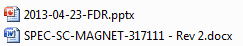 2013-04-23-FDR.pptx
SPEC-SC-MAGNET-317111 - Rev 2.docx